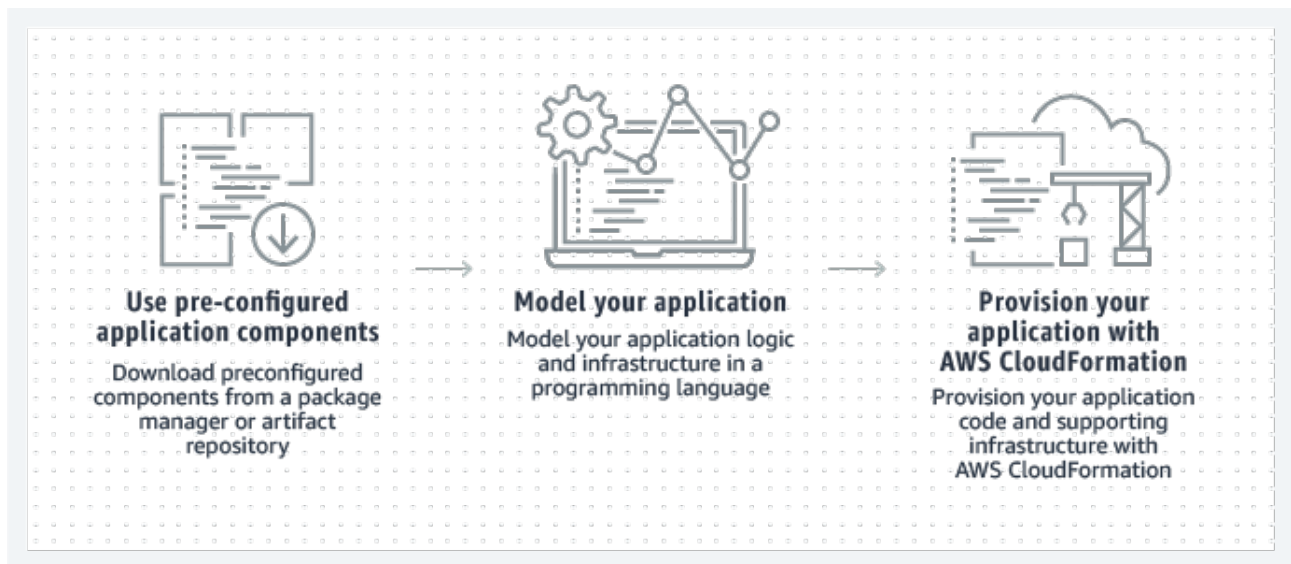 Use pre-configured
application components
Download preconfigured
components from a package
manager or artifact
repository
Model your application
Model your application logic
and infrastructure in a
programming language
Provision your
application with
AWS CloudFormation
Provision your application
code and supporting
infrastructure with
AWS CloudFormation